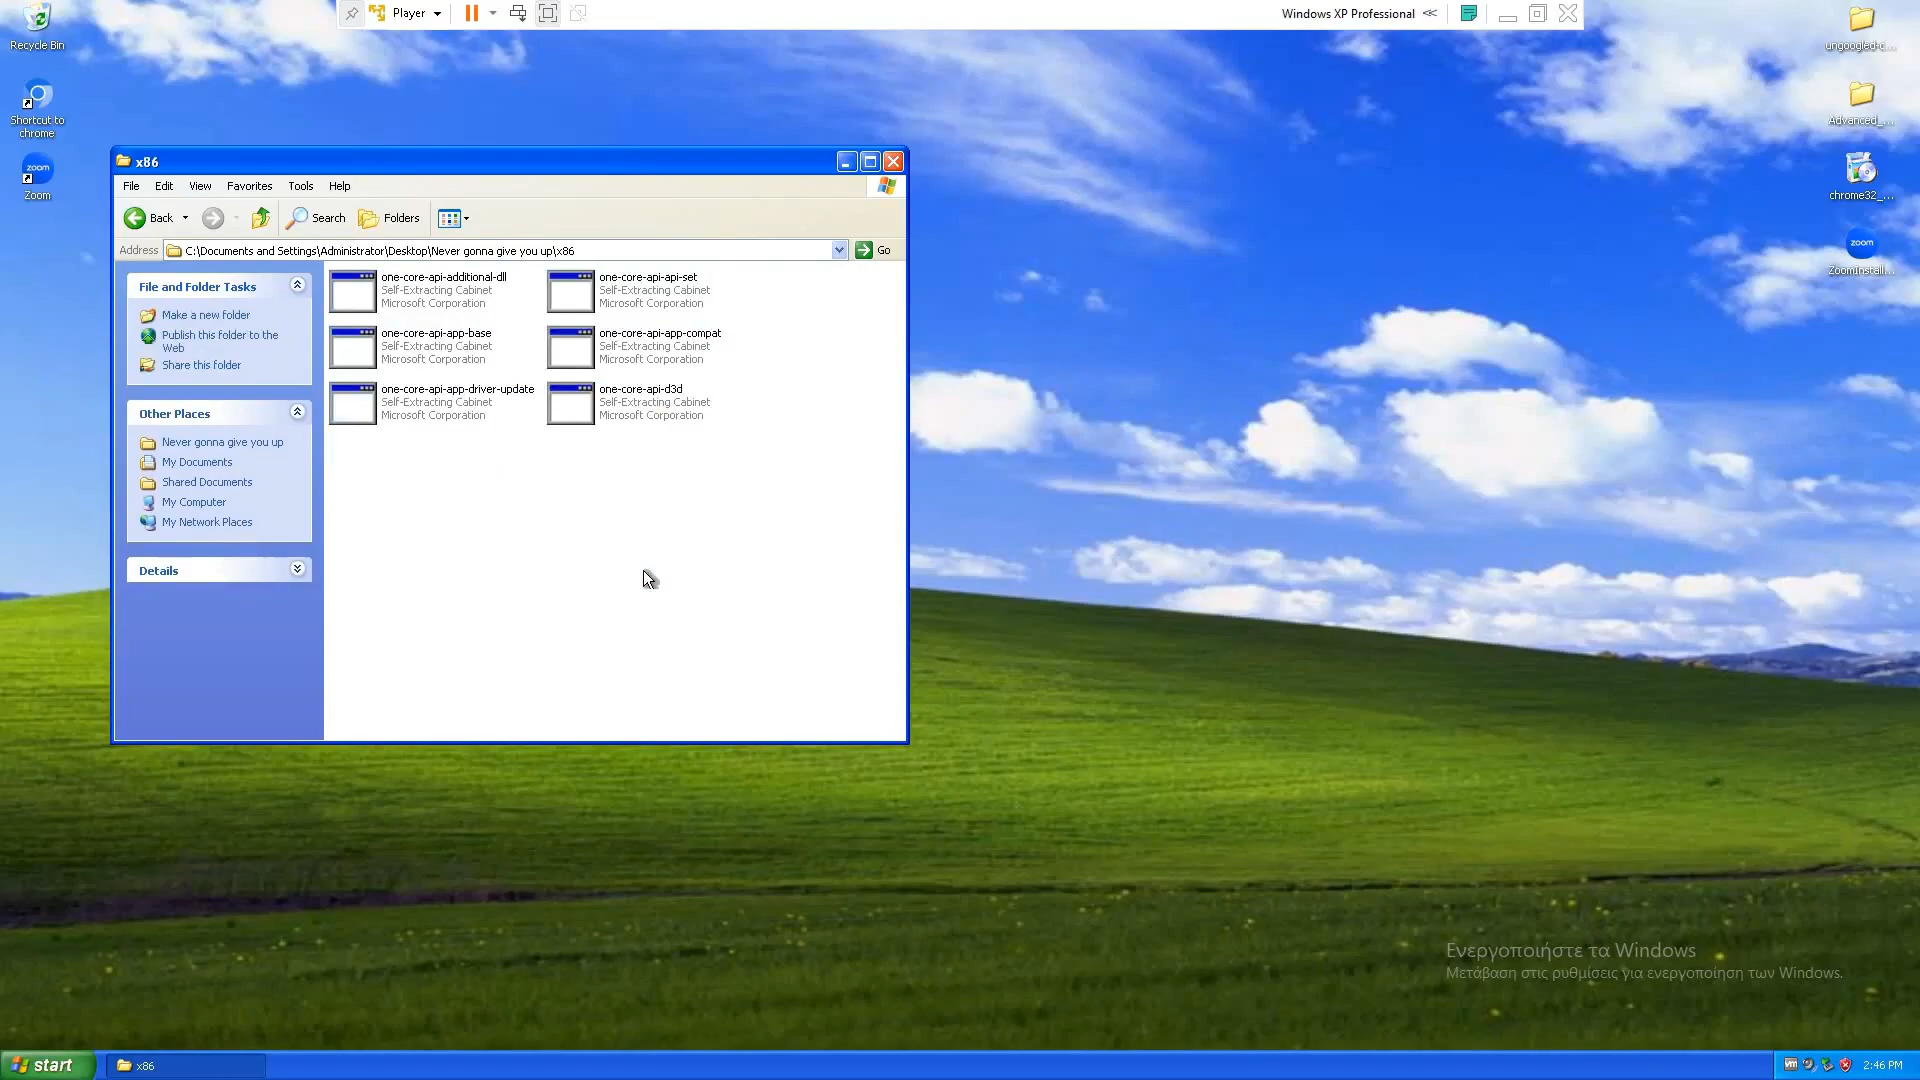 Player
Windows XP Professional
Recycle Bin
Shortcut to
chrome
zoom
Zoom
ungoogled-c...
Advanced_...
chrome32_...
zoom
ZoomInstall...
x86
File Edit View Favorites Tools Help
Back Search Folders
Address C:\Documents and Settings\Administrator\Desktop\Never gonna give you up\x86 Go
File and Folder Tasks
Make a new folder
Publish this folder to the
Web
Share this folder
Other Places
Never gonna give you up
My Documents
Shared Documents
My Computer
My Network Places
Details
one-core-api-additional-dll
Self-Extracting Cabinet
Microsoft Corporation
one-core-api-api-set
Self-Extracting Cabinet
Microsoft Corporation
one-core-api-app-base
Self-Extracting Cabinet
Microsoft Corporation
one-core-api-app-compat
Self-Extracting Cabinet
Microsoft Corporation
one-core-api-app-driver-update
Self-Extracting Cabinet
Microsoft Corporation
one-core-api-d3d
Self-Extracting Cabinet
Microsoft Corporation
Ενεργοποιήστε τα Windows
Μετάβαση στις ρυθμίσεις για ενεργοποίηση των Windows.
start
x86
vm
2:46 PM